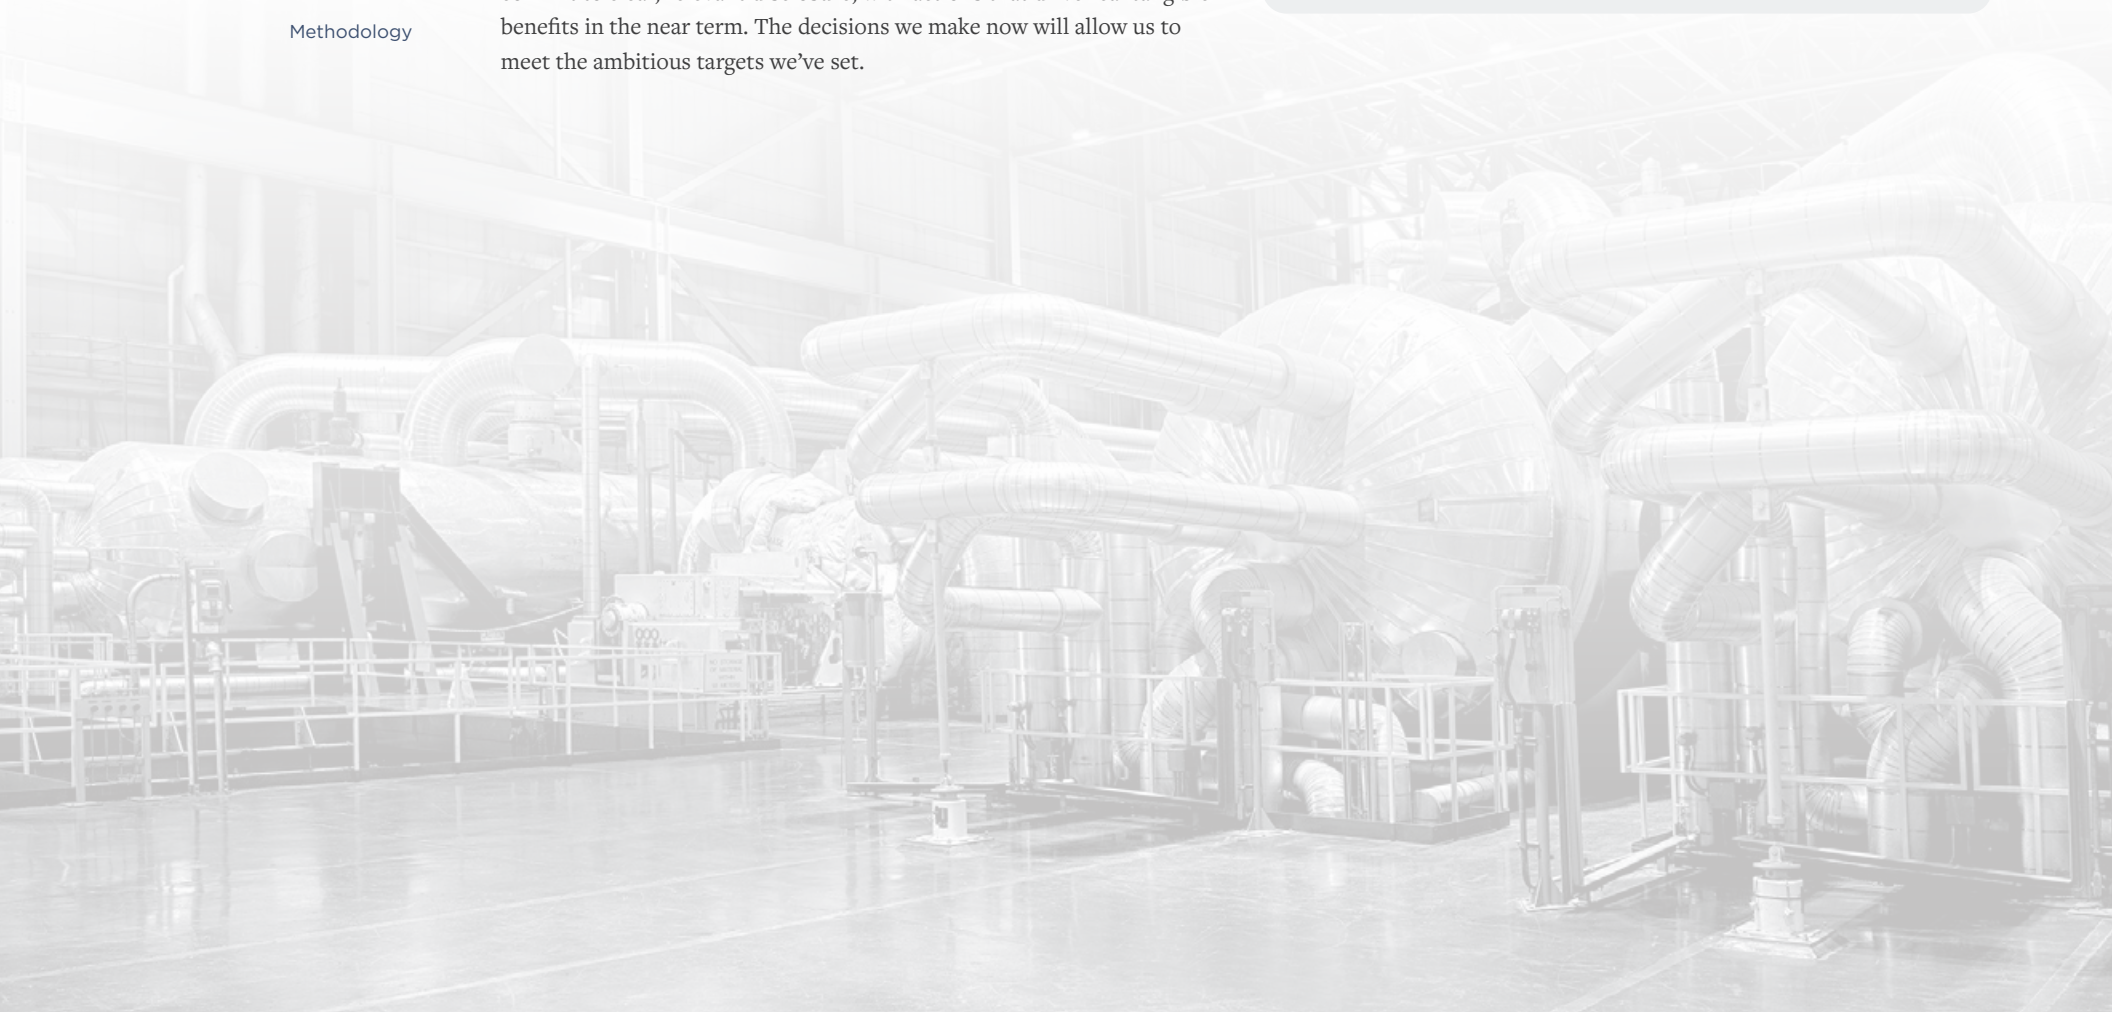 Methodology
benefits in the near term. The decisions we make now will allow us to
meet the ambitious targets we’ve set.